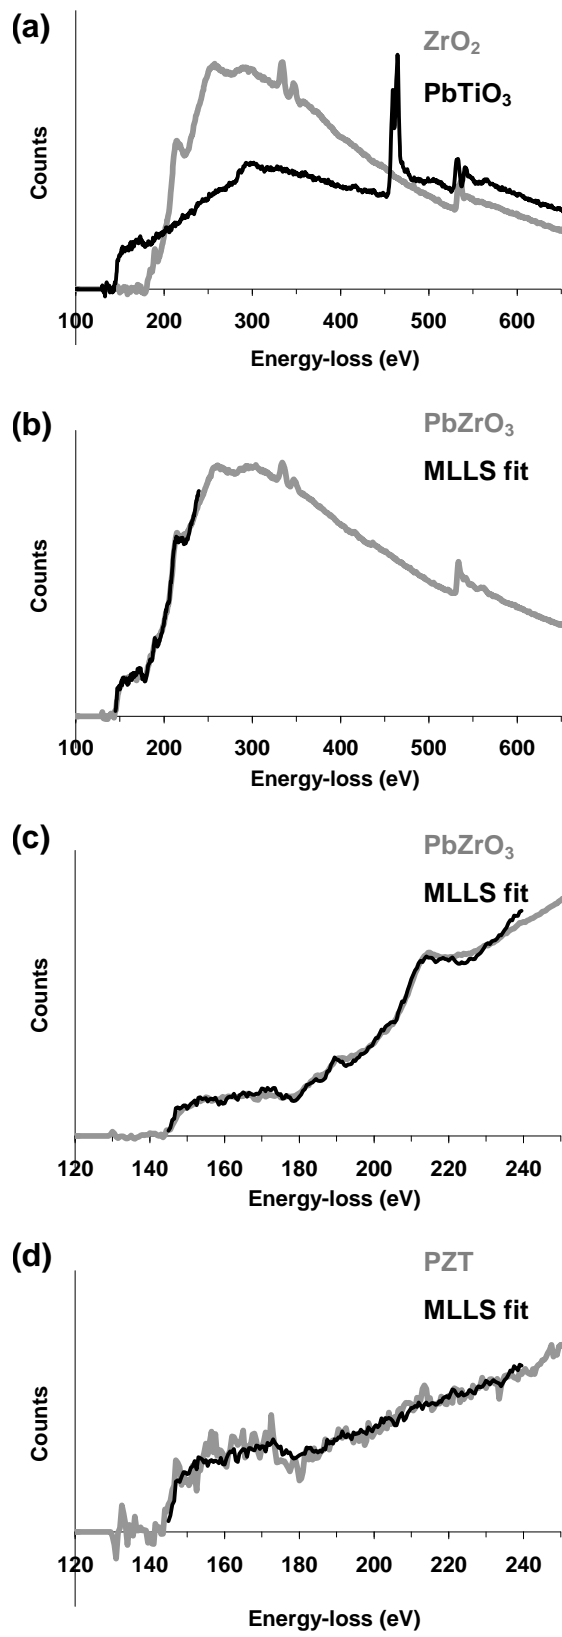 (a)
ZrO₂
PbTiO₃
Counts
100 200 300 400 500 600
Energy-loss (eV)
(b)
PbZrO₃
MLLS fit
Counts
100 200 300 400 500 600
Energy-loss (eV)
(c)
PbZrO₃
MLLS fit
Counts
120 140 160 180 200 220 240
Energy-loss (eV)
(d)
PZT
MLLS fit
Counts
120 140 160 180 200 220 240
Energy-loss (eV)